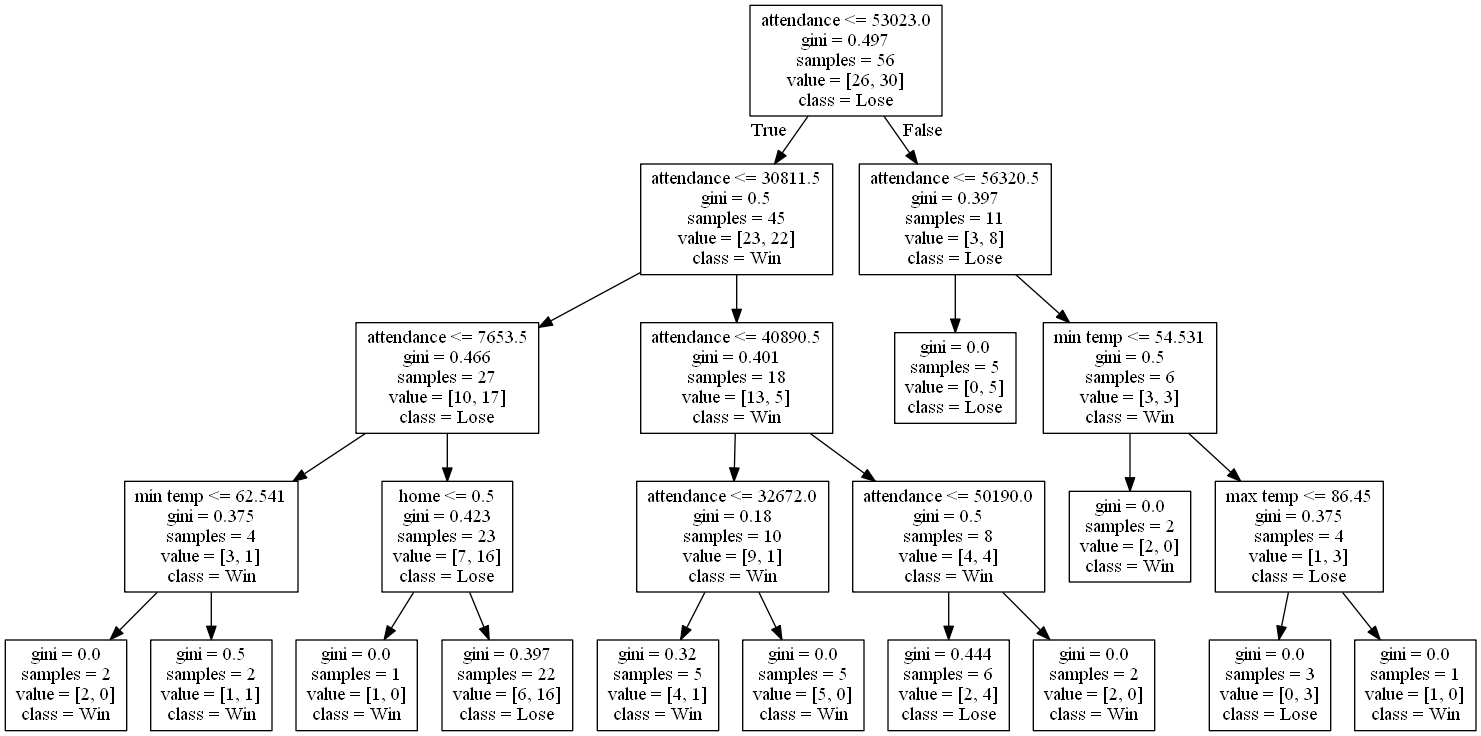 attendance <= 53023.0
gini = 0.497
samples = 56
value = [26, 30]
class = Lose
True
False
attendance <= 30811.5
gini = 0.5
samples = 45
value = [23, 22]
class = Win
attendance <= 56320.5
gini = 0.397
samples = 11
value = [3, 8]
class = Lose
attendance <= 7653.5
gini = 0.466
samples = 27
value = [10, 17]
class = Lose
attendance <= 40890.5
gini = 0.401
samples = 18
value = [13, 5]
class = Win
gini = 0.0
samples = 5
value = [0, 5]
class = Lose
min temp <= 54.531
gini = 0.5
samples = 6
value = [3, 3]
class = Win
min temp <= 62.541
gini = 0.375
samples = 4
value = [3, 1]
class = Win
home <= 0.5
gini = 0.423
samples = 23
value = [7, 16]
class = Lose
attendance <= 32672.0
gini = 0.18
samples = 10
value = [9, 1]
class = Win
attendance <= 50190.0
gini = 0.5
samples = 8
value = [4, 4]
class = Win
gini = 0.0
samples = 2
value = [2, 0]
class = Win
max temp <= 86.45
gini = 0.375
samples = 4
value = [1, 3]
class = Lose
gini = 0.0
samples = 2
value = [2, 0]
class = Win
gini = 0.5
samples = 2
value = [1, 1]
class = Win
gini = 0.0
samples = 1
value = [1, 0]
class = Win
gini = 0.397
samples = 22
value = [6, 16]
class = Lose
gini = 0.32
samples = 5
value = [4, 1]
class = Win
gini = 0.0
samples = 5
value = [5, 0]
class = Win
gini = 0.444
samples = 6
value = [2, 4]
class = Lose
gini = 0.0
samples = 2
value = [2, 0]
class = Win
gini = 0.0
samples = 3
value = [0, 3]
class = Lose
gini = 0.0
samples = 1
value = [1, 0]
class = Win